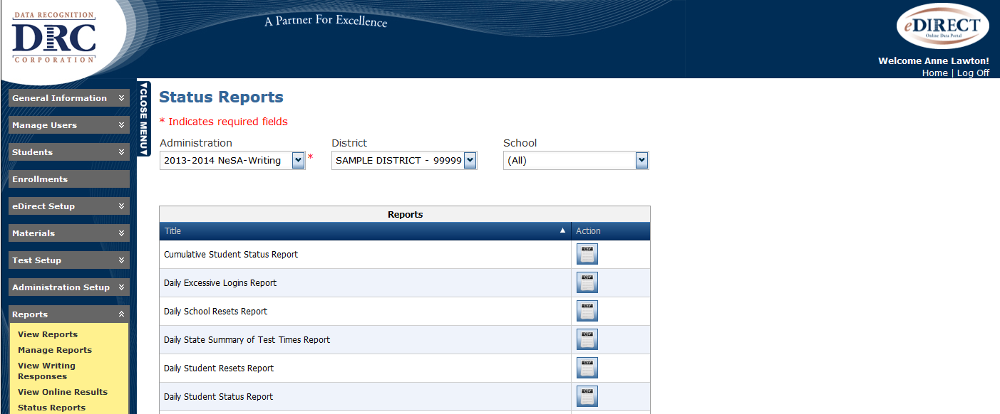 DATA RECOGNITION
DRC
CORPORATION
A Partner For Excellence
eDIRECT
Online Data Portal
Welcome Anne Lawton!
Home | Log Off
General Information
Manage Users
Students
Enrollments
eDirect Setup
Materials
Test Setup
Administration Setup
Reports
View Reports
Manage Reports
View Writing
Responses
View Online Results
Status Reports
CLOSE MENU
Status Reports
* Indicates required fields
Administration District School
2013-2014 NeSA-Writing * SAMPLE DISTRICT - 99999 (All)
Reports
Title Action
Cumulative Student Status Report CSV
Daily Excessive Logins Report CSV
Daily School Resets Report CSV
Daily State Summary of Test Times Report CSV
Daily Student Resets Report CSV
Daily Student Status Report CSV